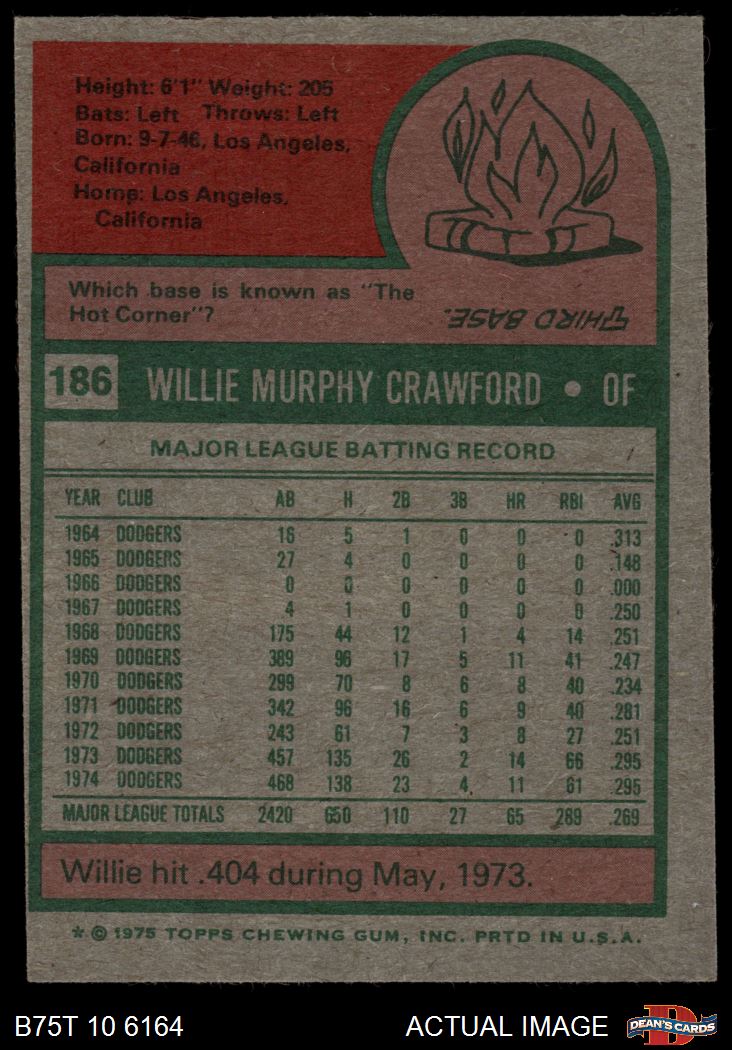 Height: 6'1" Weight: 205
Bats: Left Throws: Left
Born: 9-7-46, Los Angeles,
California
Home: Los Angeles,
California
Which base is known as "The
Hot Corner"?
THIRD BASE.
186 WILLIE MURPHY CRAWFORD • OF
MAJOR LEAGUE BATTING RECORD
YEAR CLUB AB H 2B 3B HR RBI AVG
1964 DODGERS 16 5 1 0 0 0 .313
1965 DODGERS 27 4 0 0 0 0 .148
1966 DODGERS 0 0 0 0 0 0 .000
1967 DODGERS 4 1 0 0 0 0 .250
1968 DODGERS 175 44 12 1 4 14 .251
1969 DODGERS 389 96 17 5 11 41 .247
1970 DODGERS 299 70 8 6 8 40 .234
1971 DODGERS 342 96 16 6 9 40 .281
1972 DODGERS 243 61 7 3 8 27 .251
1973 DODGERS 457 135 26 2 14 66 .295
1974 DODGERS 468 138 23 4 11 61 .295
MAJOR LEAGUE TOTALS 2420 650 110 27 65 289 .269
Willie hit .404 during May, 1973.
* © 1975 TOPPS CHEWING GUM, INC. PRTD IN U.S.A.
B75T 10 6164 ACTUAL IMAGE
D
DEAN'S CARDS